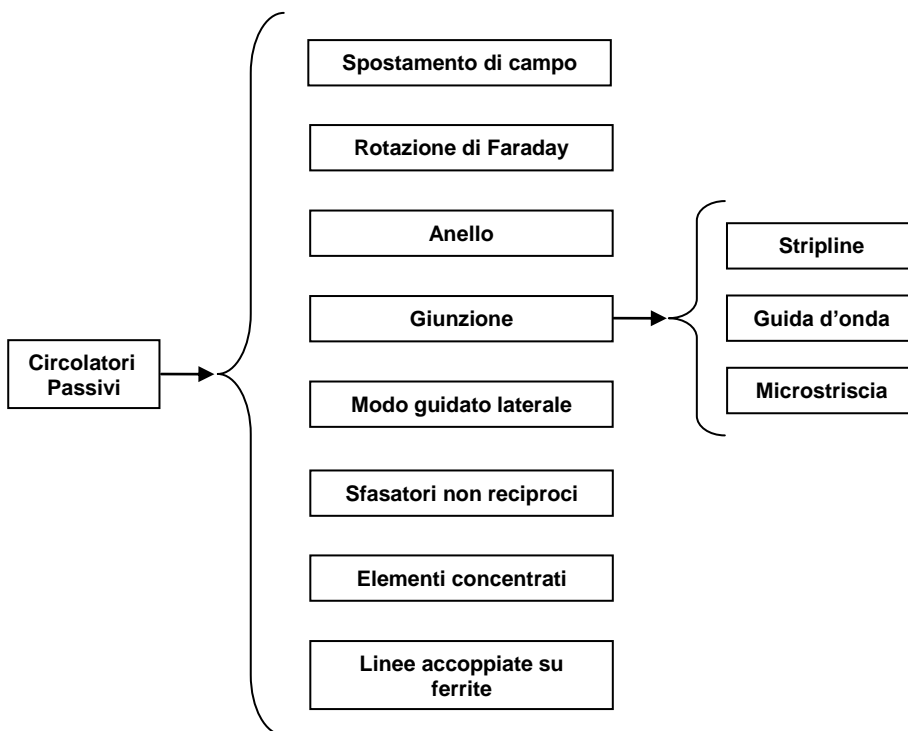 Circolatori
Passivi
Spostamento di campo
Rotazione di Faraday
Anello
Giunzione
Modo guidato laterale
Sfasatori non reciproci
Elementi concentrati
Linee accoppiate su
ferrite
Stripline
Guida d’onda
Microstriscia